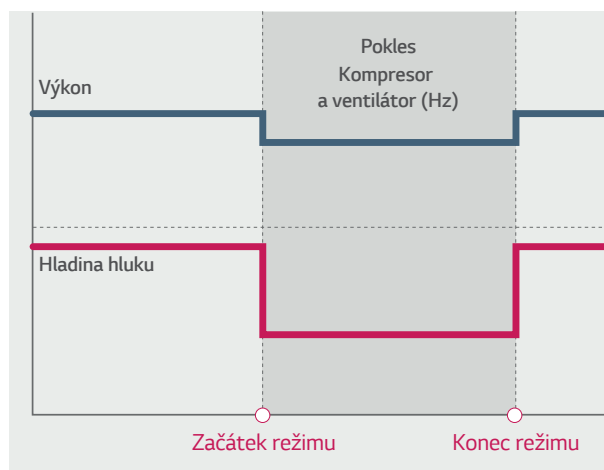 Pokles
Kompresor
a ventilátor (Hz)
Výkon
Hladina hluku
Začátek režimu
Konec režimu